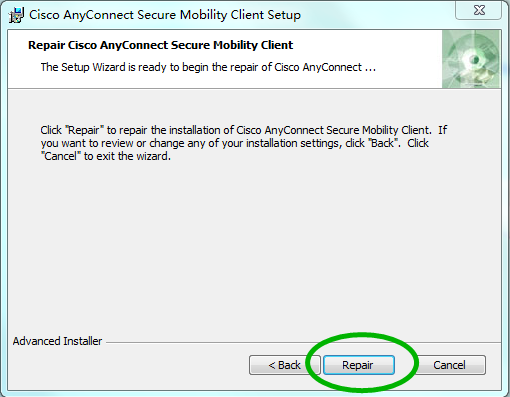 Cisco AnyConnect Secure Mobility Client Setup
Repair Cisco AnyConnect Secure Mobility Client
The Setup Wizard is ready to begin the repair of Cisco AnyConnect ...
Click "Repair" to repair the installation of Cisco AnyConnect Secure Mobility Client.  If
you want to review or change any of your installation settings, click "Back".  Click
"Cancel" to exit the wizard.
Advanced Installer
< Back
Repair
Cancel